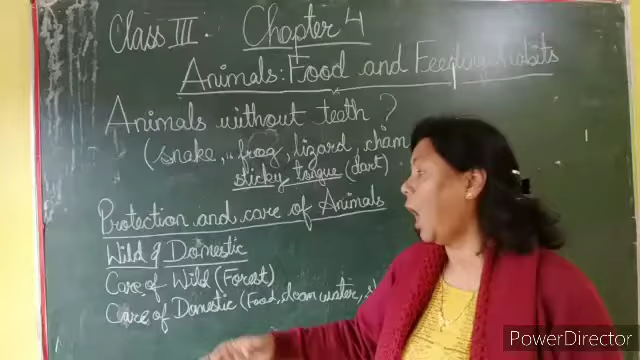 Class III. Chapter 4
Animals: Food and Feeding habits
Animals without teeth ?
(snake, frog, lizard, cham
sticky tongue (dart)
Protection and care of Animals
Wild & Domestic
Care of Wild (Forest)
Care of Domestic (Food, clean water,
PowerDirector